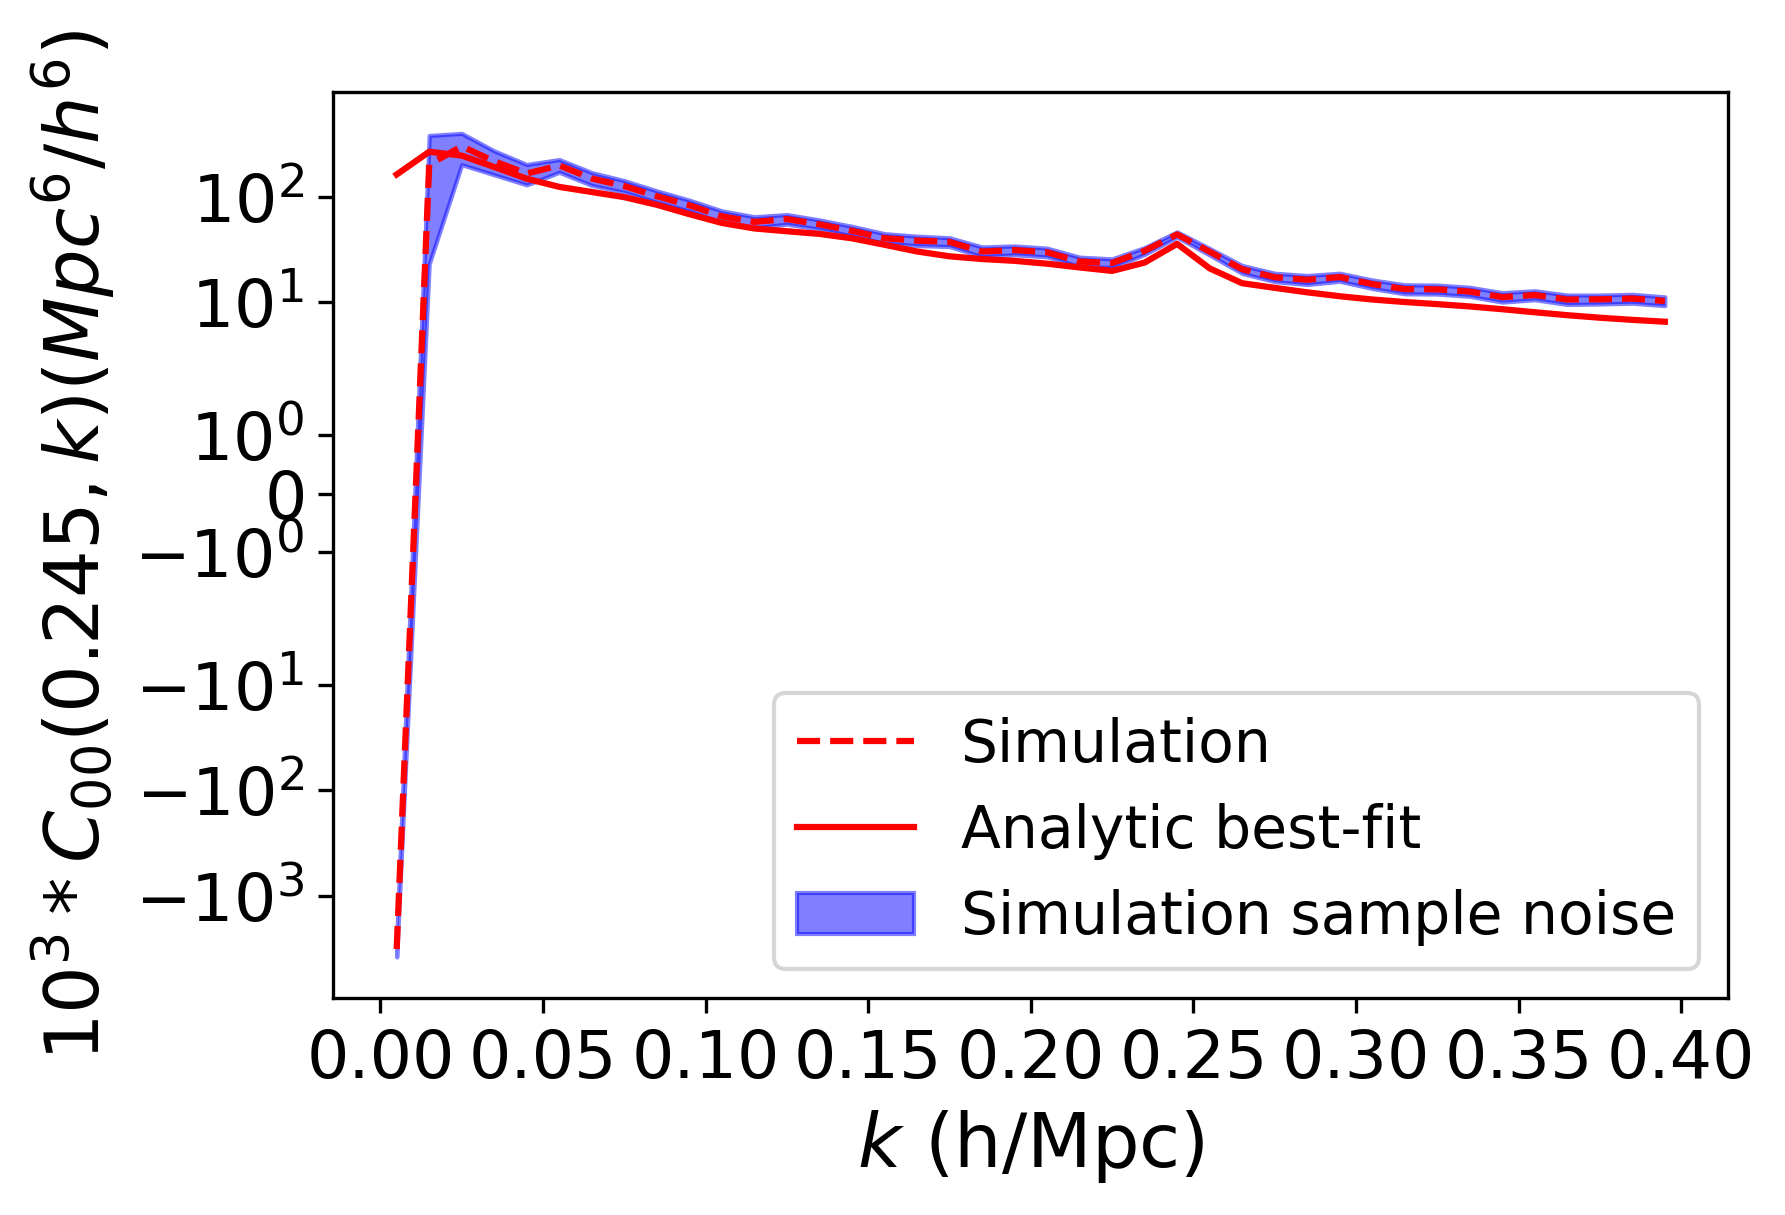 10³ * C₀₀(0.245, k)(Mpc⁶/h⁶)
10²
10¹
10⁰
0
−10⁰
−10¹
−10²
−10³
Simulation
Analytic best-fit
Simulation sample noise
0.00 0.05 0.10 0.15 0.20 0.25 0.30 0.35 0.40
k (h/Mpc)